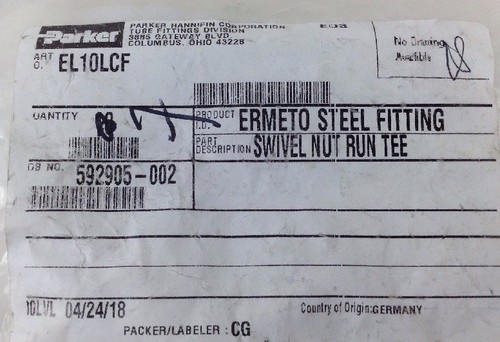 Parker
PARKER HANNIFIN CORPORATION
TUBE FITTINGS DIVISION
3885 GATEWAY BLVD
COLUMBUS, OHIO 43228
No Drawing
Available
EL10LCF
QUANTITY
PRODUCT
I.D.
ERMETO STEEL FITTING
PART
DESCRIPTION
SWIVEL NUT RUN TEE
NO.
592905-002
04/24/18
Country of Origin:GERMANY
PACKER/LABELER : CG